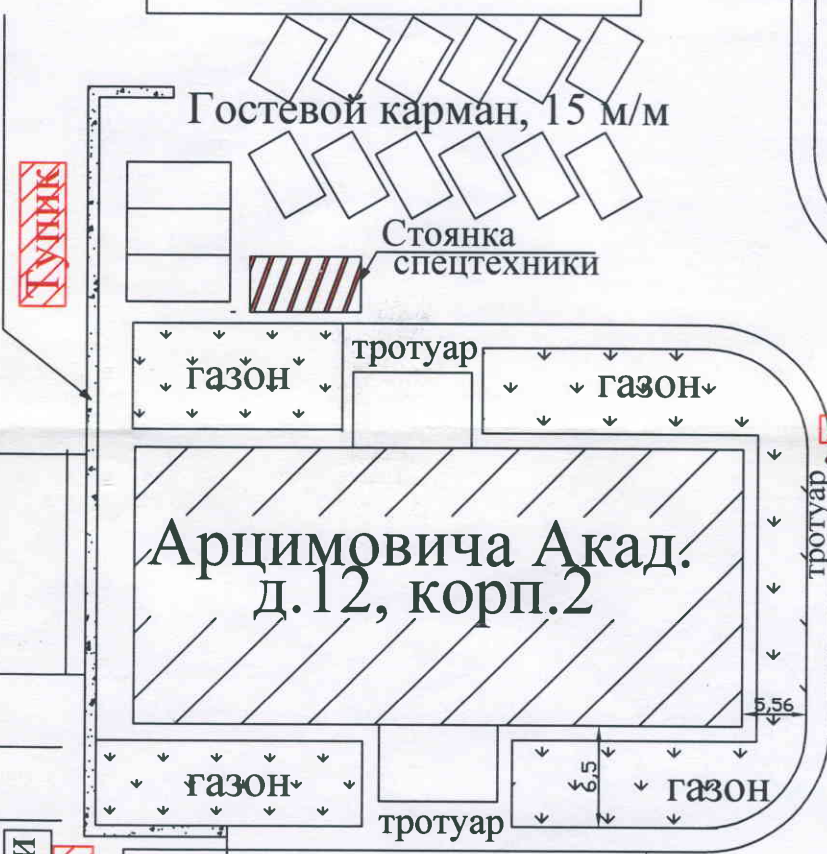 Гостевой карман, 15 м/м
Тупик
Стоянка
спецтехники
тротуар
газон
газон
тротуар
Арцимовича Акад.
д.12, корп.2
5,56
6,5
газон
газон
тротуар